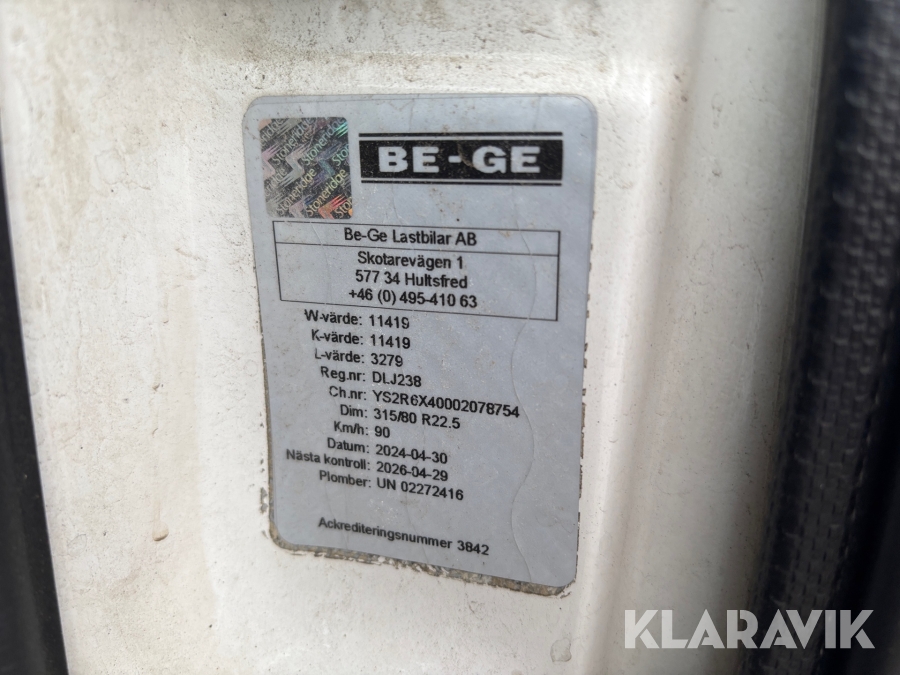 Stoneridge
BE-GE
Be-Ge Lastbilar AB
Skotarevägen 1
577 34 Hultsfred
+46 (0) 495-410 63
W-värde: 11419
K-värde: 11419
L-värde: 3279
Reg.nr: DLJ238
Ch.nr: YS2R6X40002078754
Dim: 315/80 R22.5
Km/h: 90
Datum: 2024-04-30
Nästa kontroll: 2026-04-29
Plomber: UN 02272416
Ackrediteringsnummer 3842
KLARAVIK